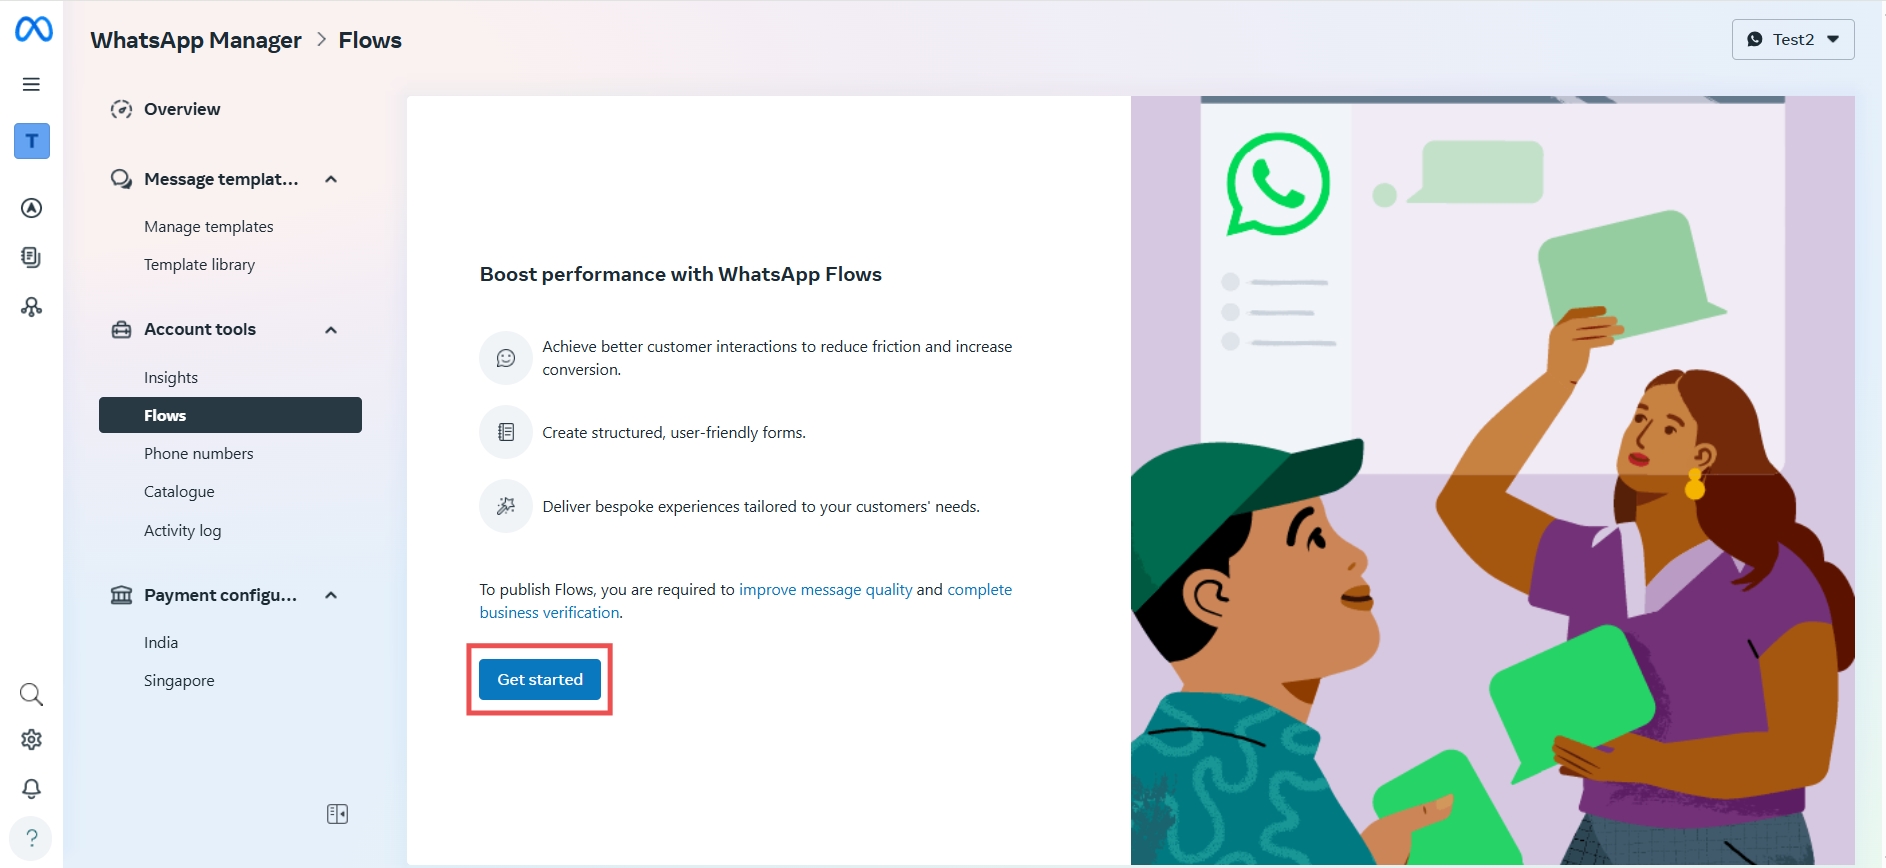 WhatsApp Manager > Flows
Test2
T
Overview
Message templat...
Manage templates
Template library
Account tools
Insights
Flows
Phone numbers
Catalogue
Activity log
Payment configu...
India
Singapore
?
Boost performance with WhatsApp Flows
Achieve better customer interactions to reduce friction and increase
conversion.
Create structured, user-friendly forms.
Deliver bespoke experiences tailored to your customers' needs.
To publish Flows, you are required to improve message quality and complete
business verification.
Get started